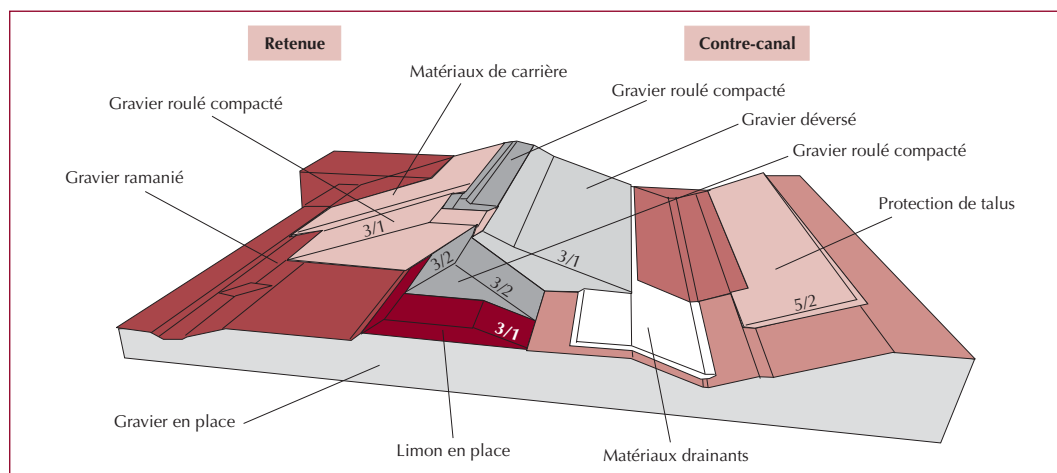 Retenue
Contre-canal
Matériaux de carrière
Gravier roulé compacté
Gravier roulé compacté
Gravier déversé
Gravier roulé compacté
Gravier ramanié
Protection de talus
3/1
3/2
3/1
3/2
5/2
3/1
Gravier en place
Limon en place
Matériaux drainants